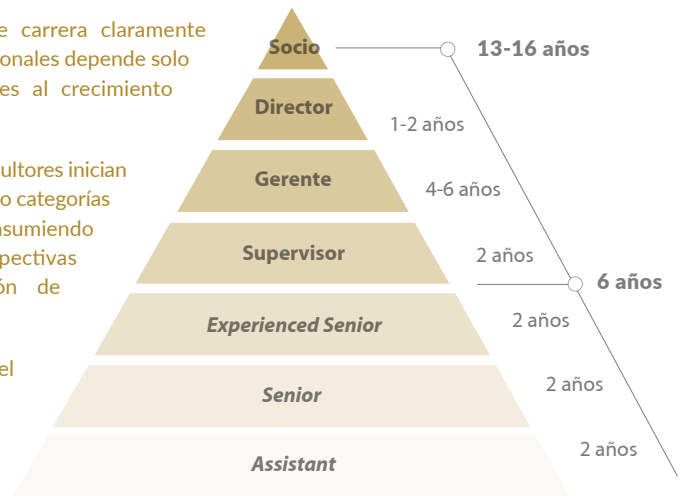 e carrera claramente
onales depende solo
es al crecimiento
ultores inician
o categorías
asumiendo
pectivas
ón de
el
Socio
13-16 años
Director
1-2 años
Gerente
4-6 años
Supervisor
2 años
6 años
Experienced Senior
2 años
Senior
2 años
Assistant
2 años